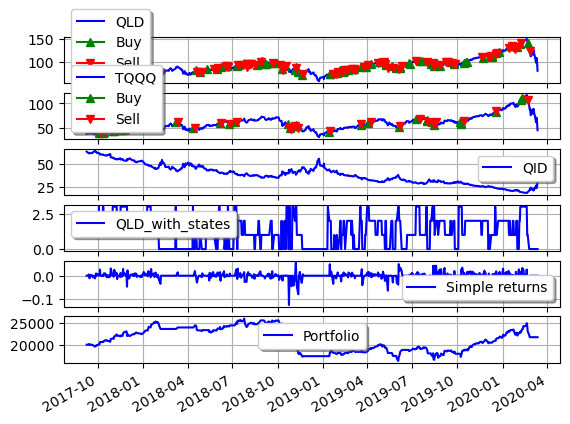 QLD
Buy
Sell
150
100
TQQQ
Buy
Sell
100
50
50
25
QID
2.5
0.0
QLD_with_states
0.0
−0.1
Simple returns
25000
20000
Portfolio
2017-10
2018-01
2018-04
2018-07
2018-10
2019-01
2019-04
2019-07
2019-10
2020-01
2020-04